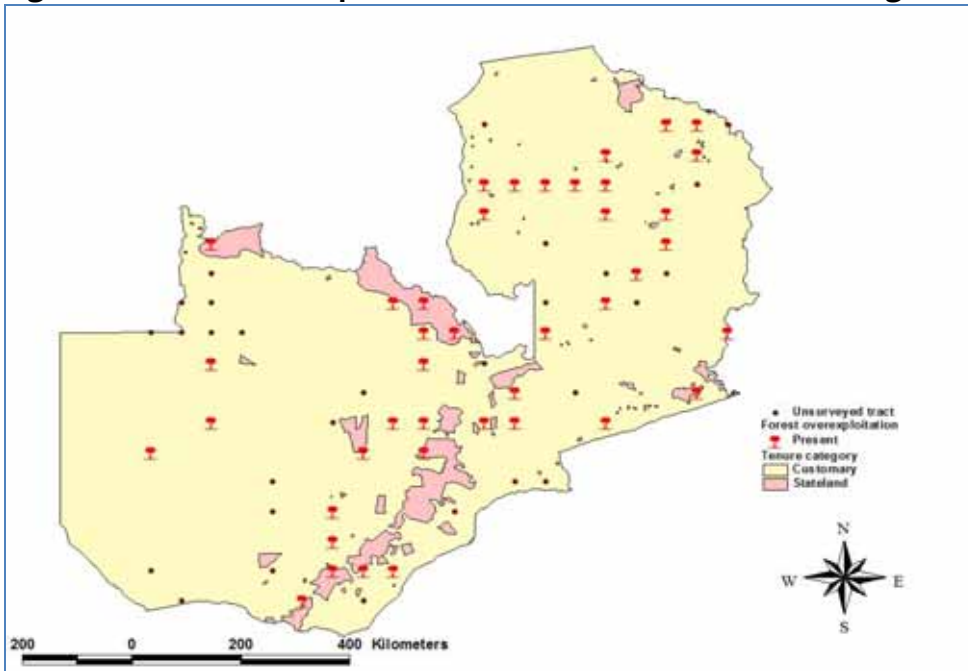 Unsurveyed tract
Forest overexploitation
Present
Tenure category
Customary
Stateland
N
W E
S
200 0 200 400 Kilometers